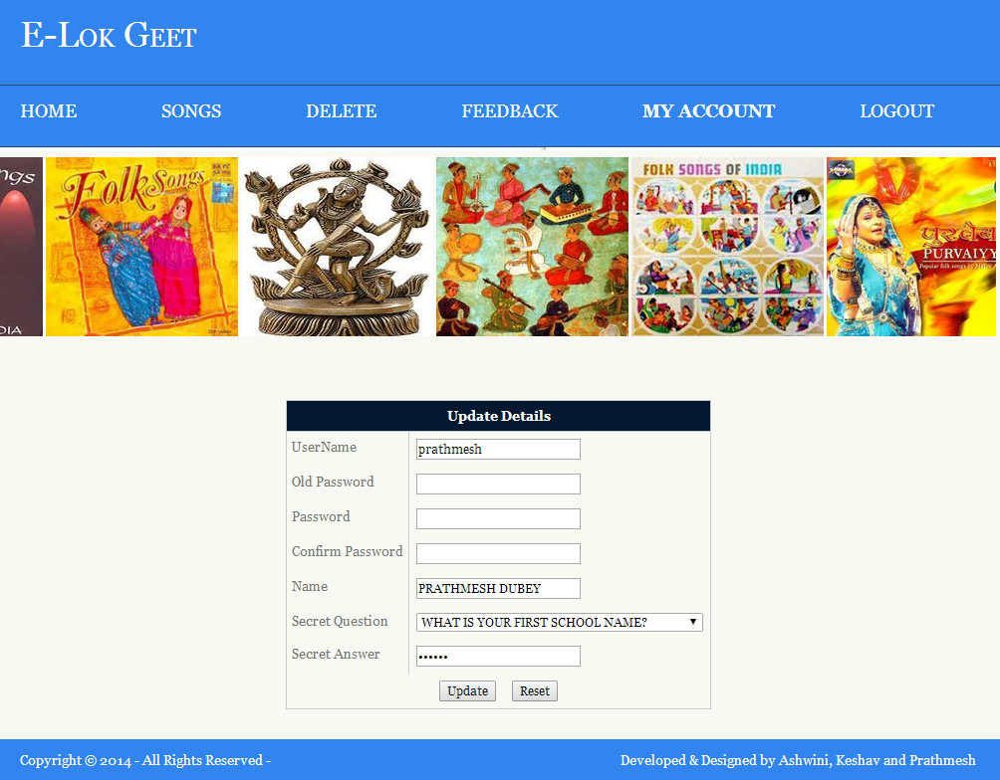 E-Lok Geet
HOME SONGS DELETE FEEDBACK MY ACCOUNT LOGOUT
ngs
DIA
Folk Songs
FOLK SONGS OF INDIA
पुरवैय
PURVAIYY
Update Details
UserName prathmesh
Old Password
Password
Confirm Password
Name PRATHMESH DUBEY
Secret Question WHAT IS YOUR FIRST SCHOOL NAME?
Secret Answer ••••••
Update Reset
Copyright © 2014 - All Rights Reserved -
Developed & Designed by Ashwini, Keshav and Prathmesh